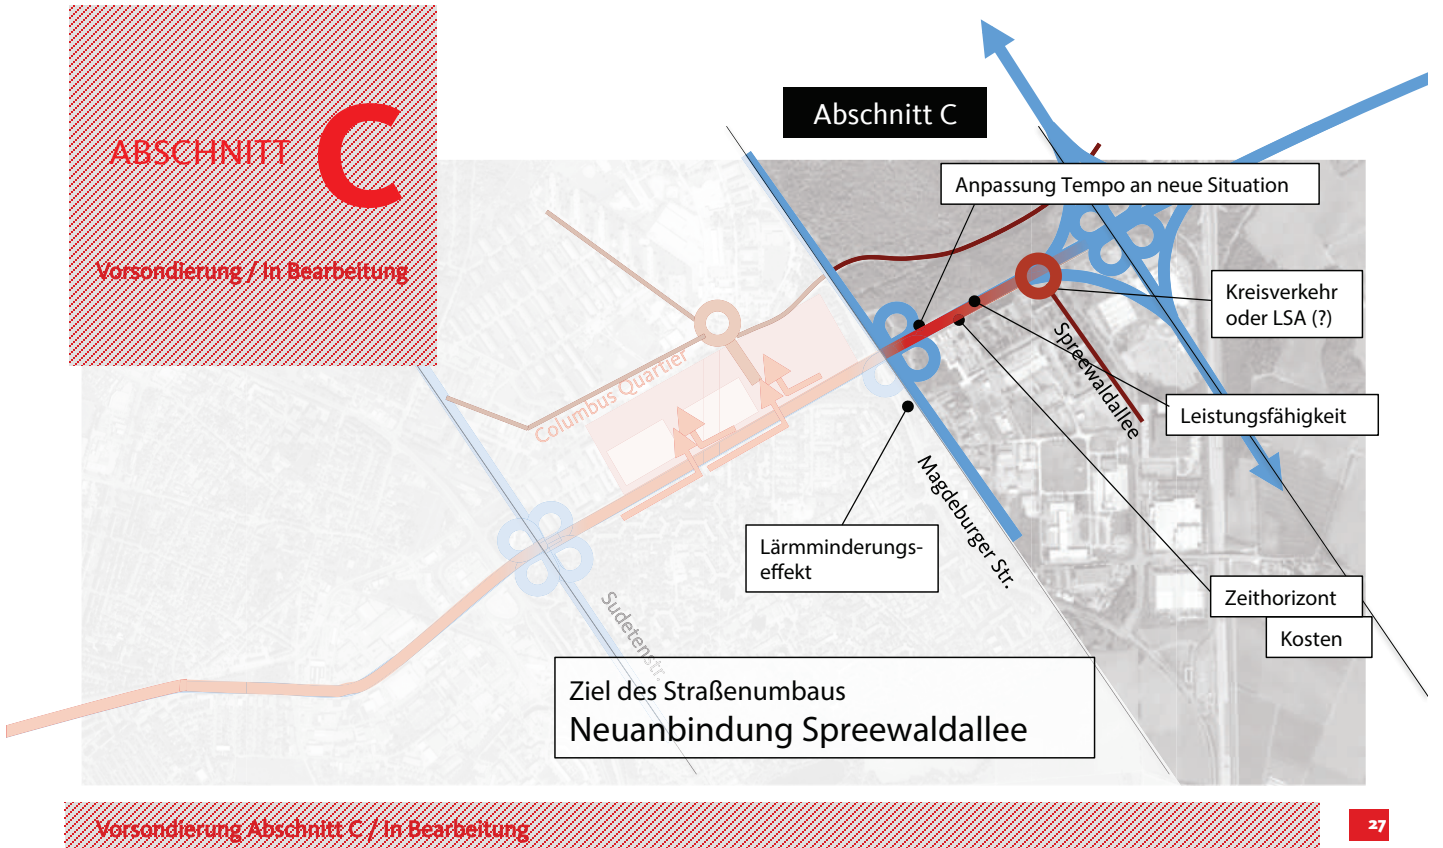 ABSCHNITT C
Vorsondierung / In Bearbeitung
Abschnitt C
Anpassung Tempo an neue Situation
Kreisverkehr
oder LSA (?)
Spreewaldallee
Columbus Quartier
Leistungsfähigkeit
Magdeburger Str.
Lärmminderungs-
effekt
Zeithorizont
Kosten
Sudetenstr.
Ziel des Straßenumbaus
Neuanbindung Spreewaldallee
Vorsondierung Abschnitt C / In Bearbeitung
27